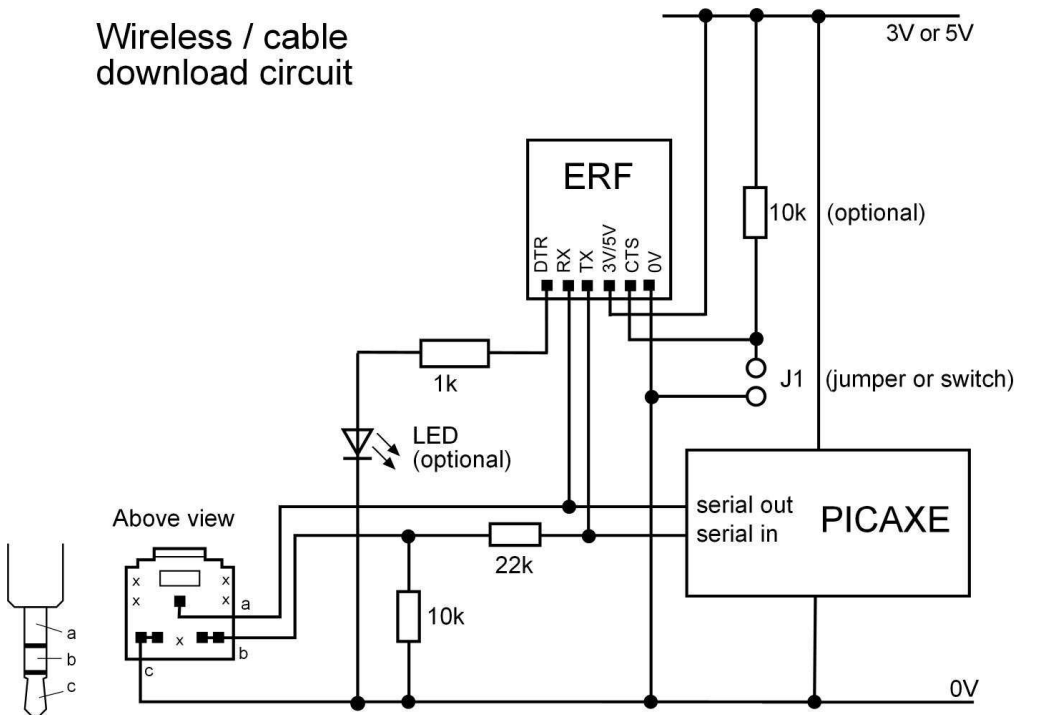 Wireless / cable
download circuit
3V or 5V
ERF
DTR
RX
TX
3V/5V
CTS
0V
10k (optional)
1k
J1 (jumper or switch)
LED
(optional)
Above view
serial out
serial in
PICAXE
22k
10k
x
x
x
x
x
a
b
c
a
b
c
0V